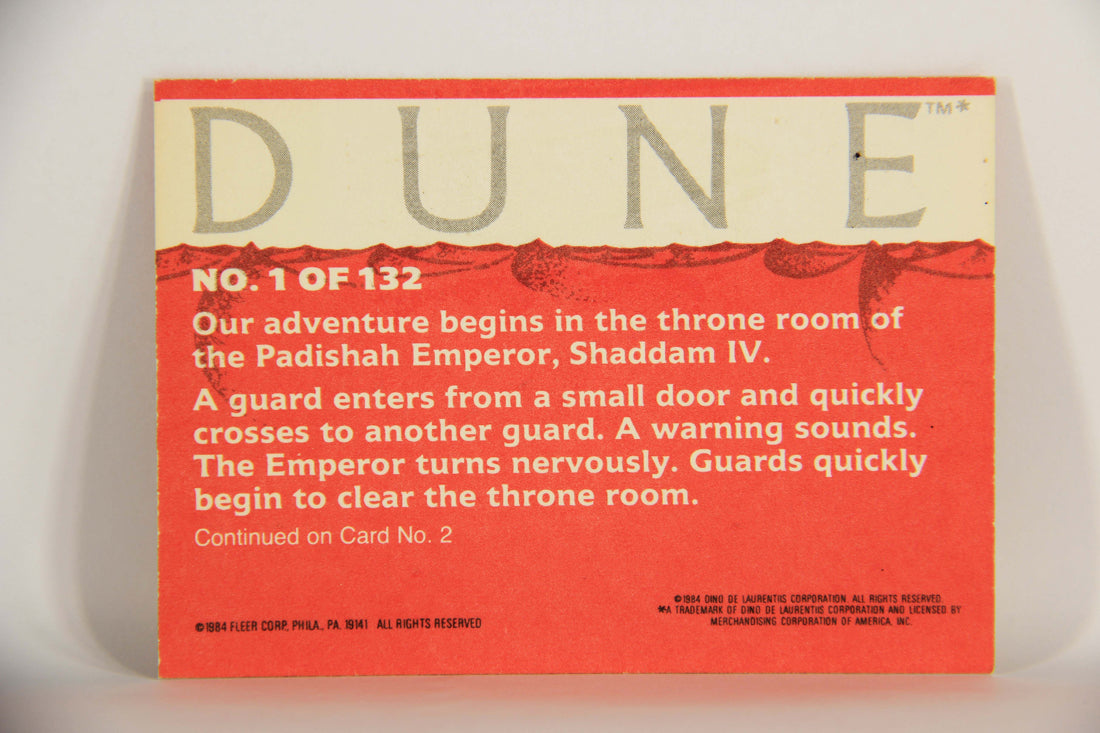 DUNE™*
NO. 1 OF 132
Our adventure begins in the throne room of
the Padishah Emperor, Shaddam IV.
A guard enters from a small door and quickly
crosses to another guard. A warning sounds.
The Emperor turns nervously. Guards quickly
begin to clear the throne room.
Continued on Card No. 2
©1984 FLEER CORP., PHILA., PA. 19141 ALL RIGHTS RESERVED
©1984 DINO DE LAURENTIIS CORPORATION. ALL RIGHTS RESERVED.
*A TRADEMARK OF DINO DE LAURENTIIS CORPORATION AND LICENSED BY
MERCHANDISING CORPORATION OF AMERICA, INC.